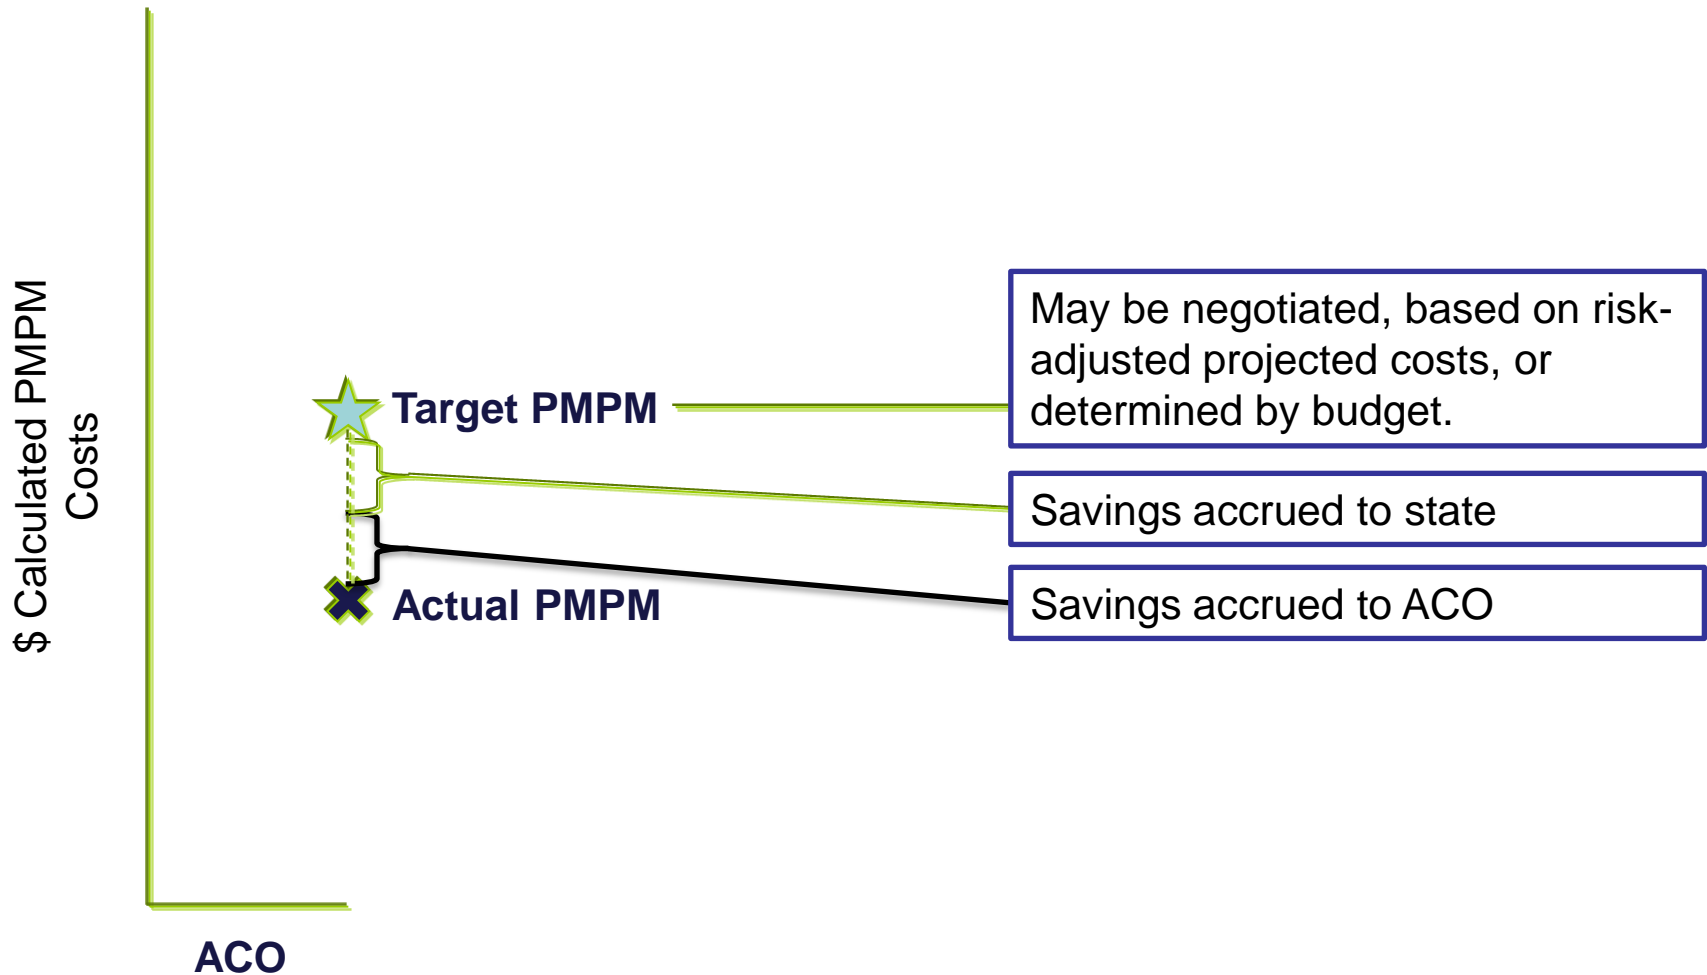 $ Calculated PMPM
Costs
Target PMPM
May be negotiated, based on risk-
adjusted projected costs, or
determined by budget.
Savings accrued to state
Actual PMPM
Savings accrued to ACO
ACO